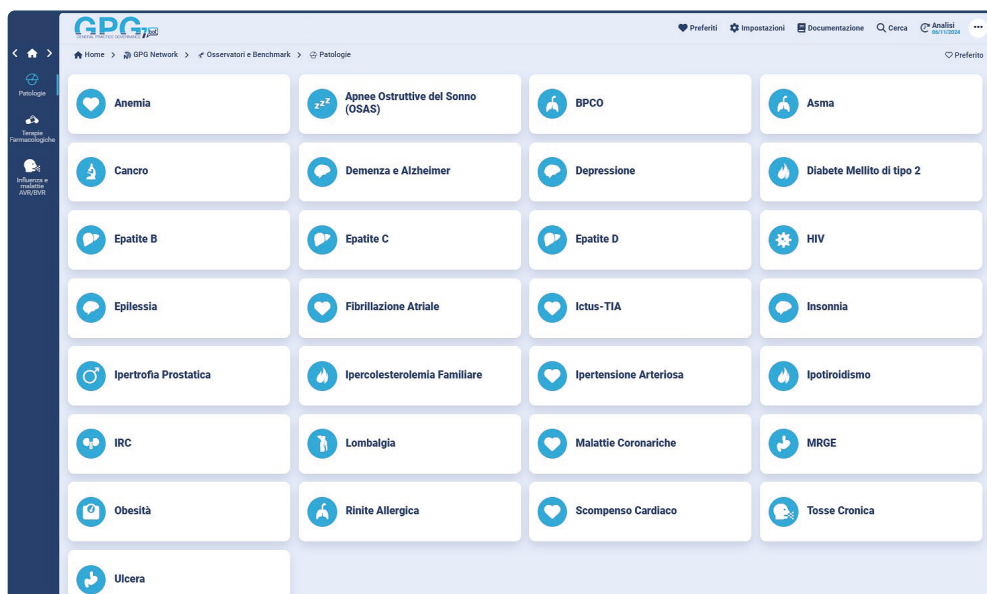 GPG
GENERAL PRACTICE GOVERNANCE
Preferiti
Impostazioni
Documentazione
Cerca
Analisi
06/11/2024
Home > GPG Network > Osservatori e Benchmark > Patologie
Preferito
Patologie
Terapie
Farmacologiche
Influenza e
malattie
AVR/BVR
Anemia
Apnee Ostruttive del Sonno
(OSAS)
BPCO
Asma
Cancro
Demenza e Alzheimer
Depressione
Diabete Mellito di tipo 2
Epatite B
Epatite C
Epatite D
HIV
Epilessia
Fibrillazione Atriale
Ictus-TIA
Insonnia
Ipertrofia Prostatica
Ipercolesterolemia Familiare
Ipertensione Arteriosa
Ipotiroidismo
IRC
Lombalgia
Malattie Coronariche
MRGE
Obesità
Rinite Allergica
Scompenso Cardiaco
Tosse Cronica
Ulcera